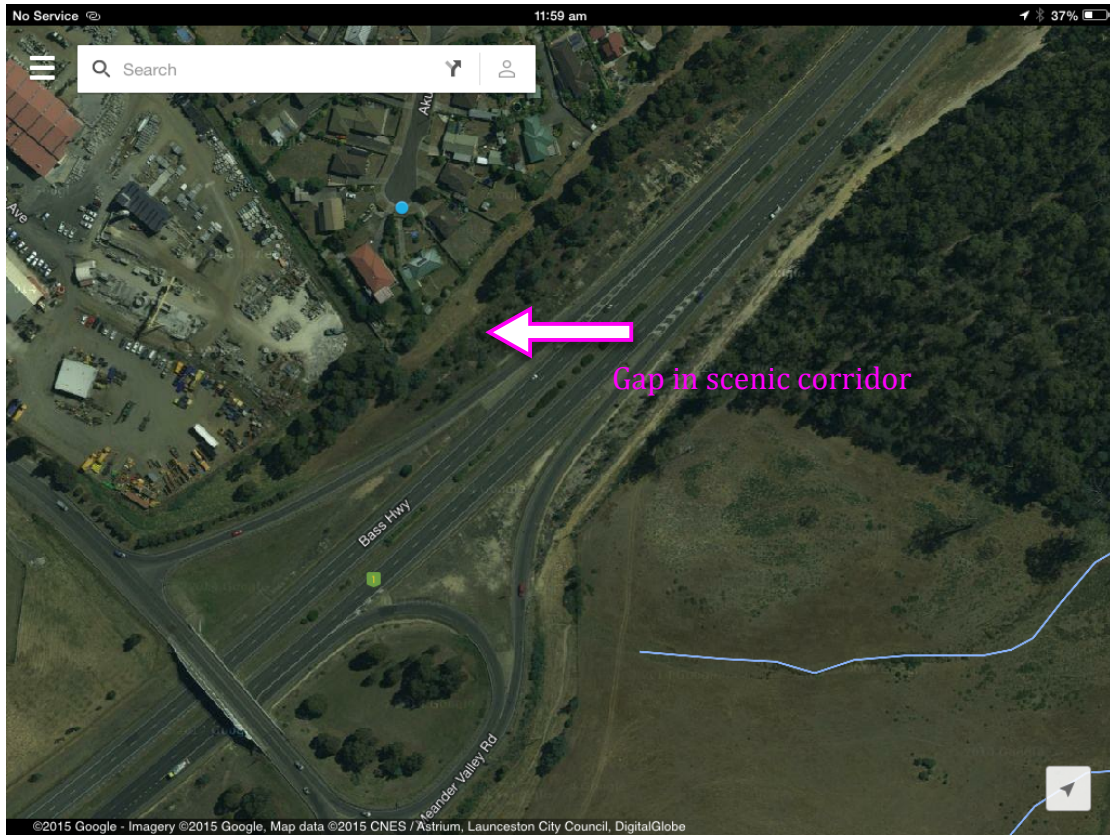 No Service 11:59 am 37%
Search
Aku
Ave
Gap in scenic corridor
Bass Hwy
1
Meander Valley Rd
©2015 Google - Imagery ©2015 Google, Map data ©2015 CNES / Astrium, Launceston City Council, DigitalGlobe